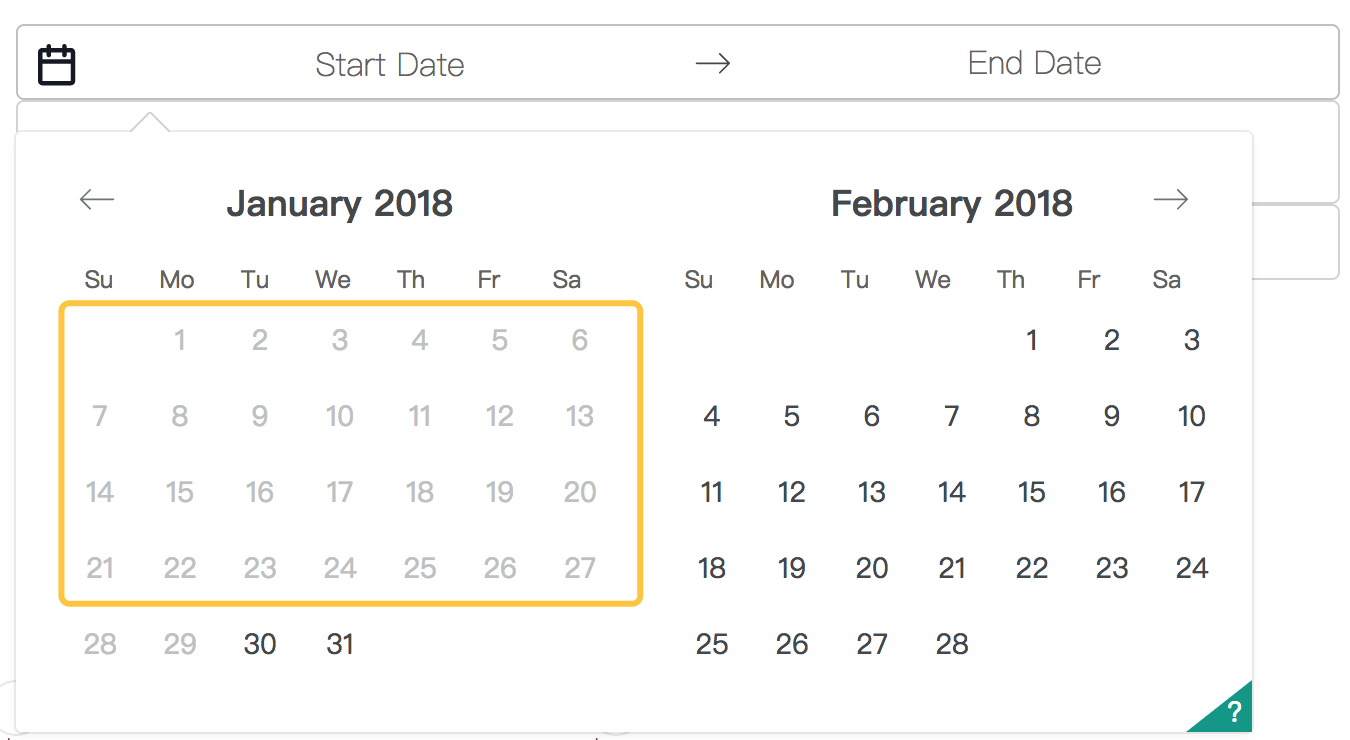 Start Date → End Date
← January 2018
Su Mo Tu We Th Fr Sa
1 2 3 4 5 6
7 8 9 10 11 12 13
14 15 16 17 18 19 20
21 22 23 24 25 26 27
28 29 30 31
February 2018 →
Su Mo Tu We Th Fr Sa
1 2 3
4 5 6 7 8 9 10
11 12 13 14 15 16 17
18 19 20 21 22 23 24
25 26 27 28
?